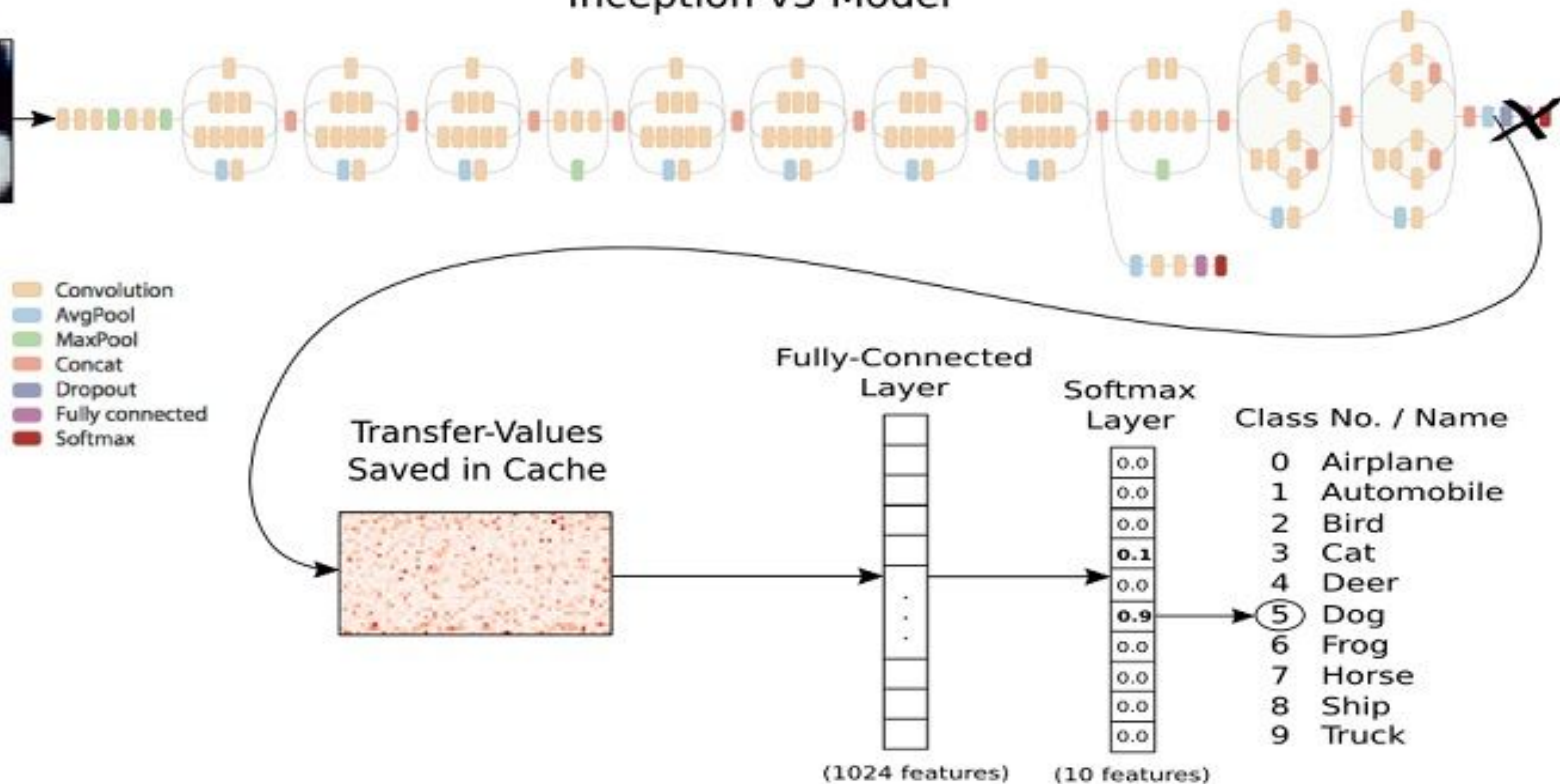 Inception v3 Model
Convolution
AvgPool
MaxPool
Concat
Dropout
Fully connected
Softmax
Transfer-Values
Saved in Cache
Fully-Connected
Layer
(1024 features)
Softmax
Layer
0.0
0.0
0.0
0.1
0.0
0.9
0.0
0.0
0.0
0.0
(10 features)
Class No. / Name
0 Airplane
1 Automobile
2 Bird
3 Cat
4 Deer
5 Dog
6 Frog
7 Horse
8 Ship
9 Truck